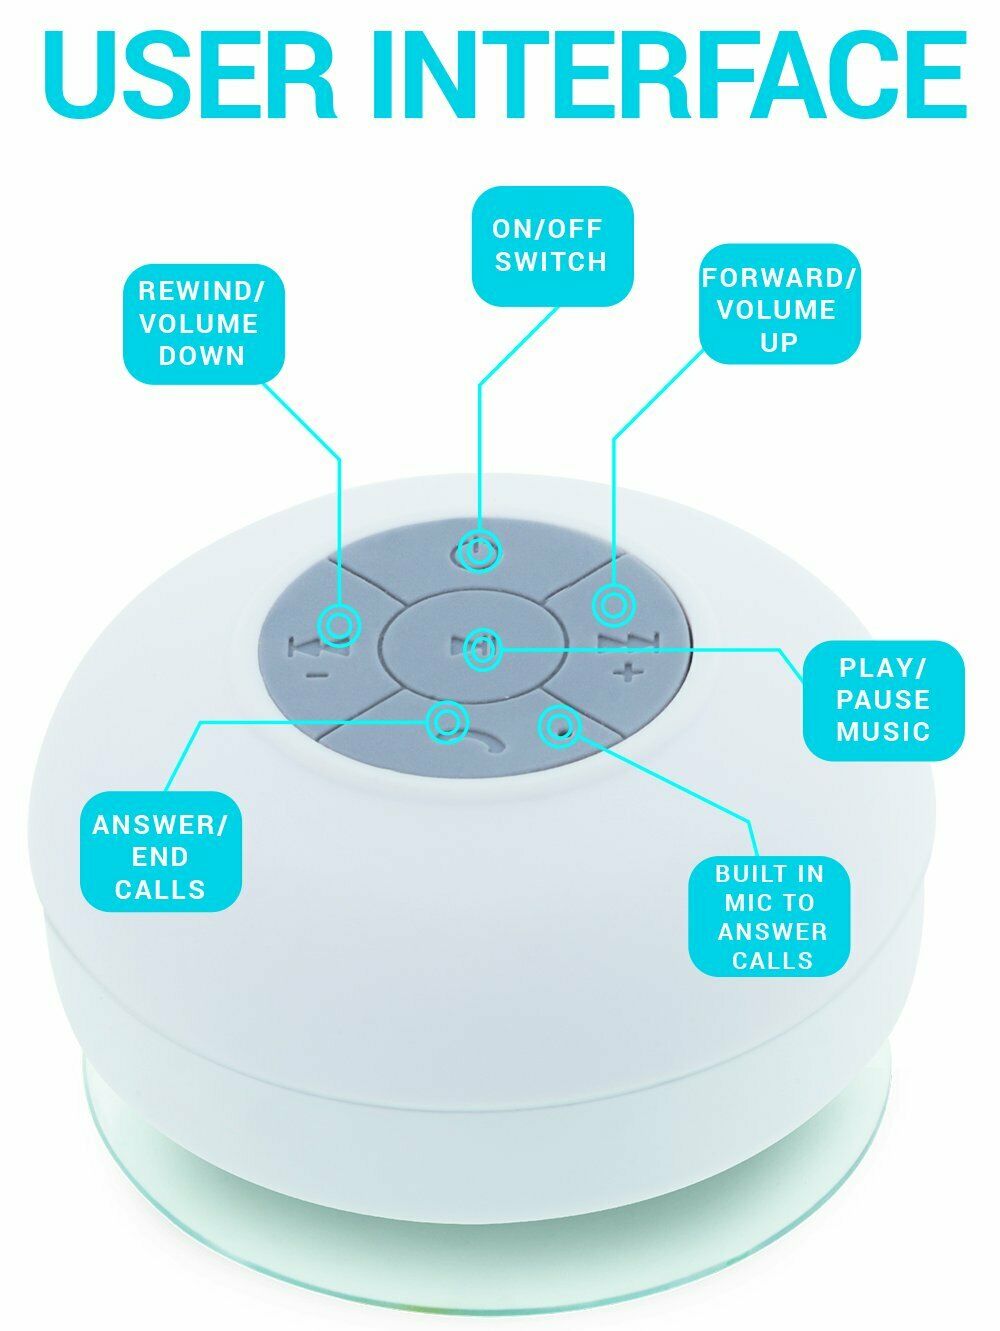 USER INTERFACE
ON/OFF
SWITCH
REWIND/
VOLUME
DOWN
FORWARD/
VOLUME
UP
-
+
PLAY/
PAUSE
MUSIC
ANSWER/
END
CALLS
BUILT IN
MIC TO
ANSWER
CALLS